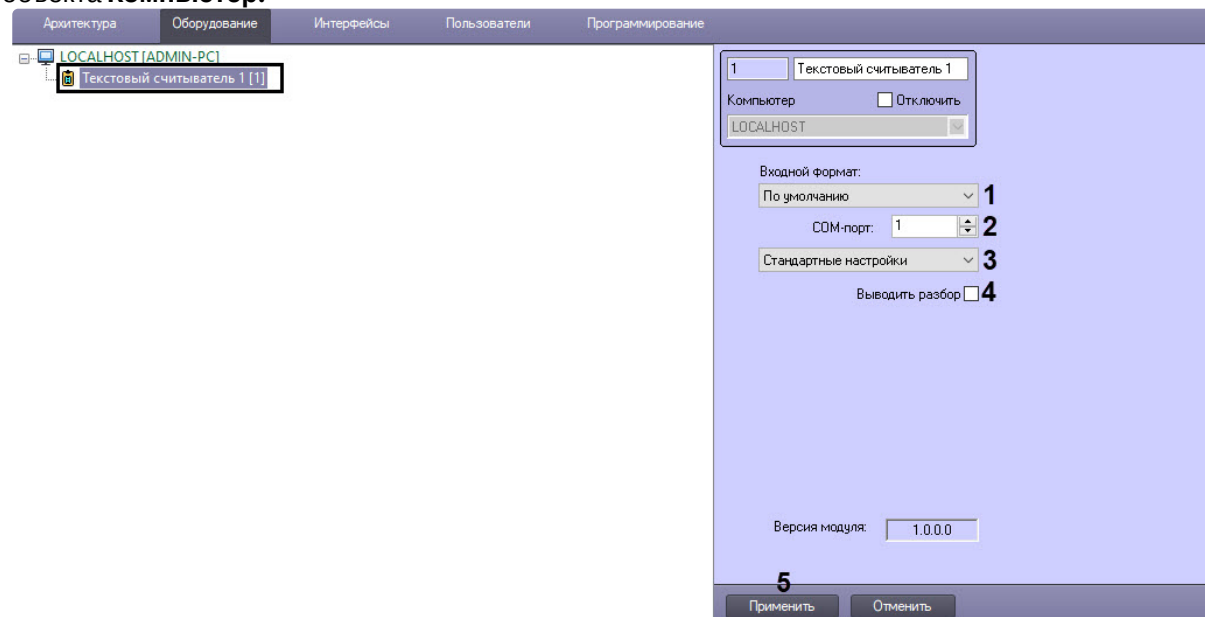 объекта Компьютер.
Архитектура Оборудование Интерфейсы Пользователи Программирование
LOCALHOST [ADMIN-PC]
Текстовый считыватель 1 [1]
1 Текстовый считыватель 1
Компьютер Отключить
LOCALHOST
Входной формат:
По умолчанию 1
COM-порт: 1 2
Стандартные настройки 3
Выводить разбор 4
Версия модуля: 1.0.0.0
5
Применить Отменить